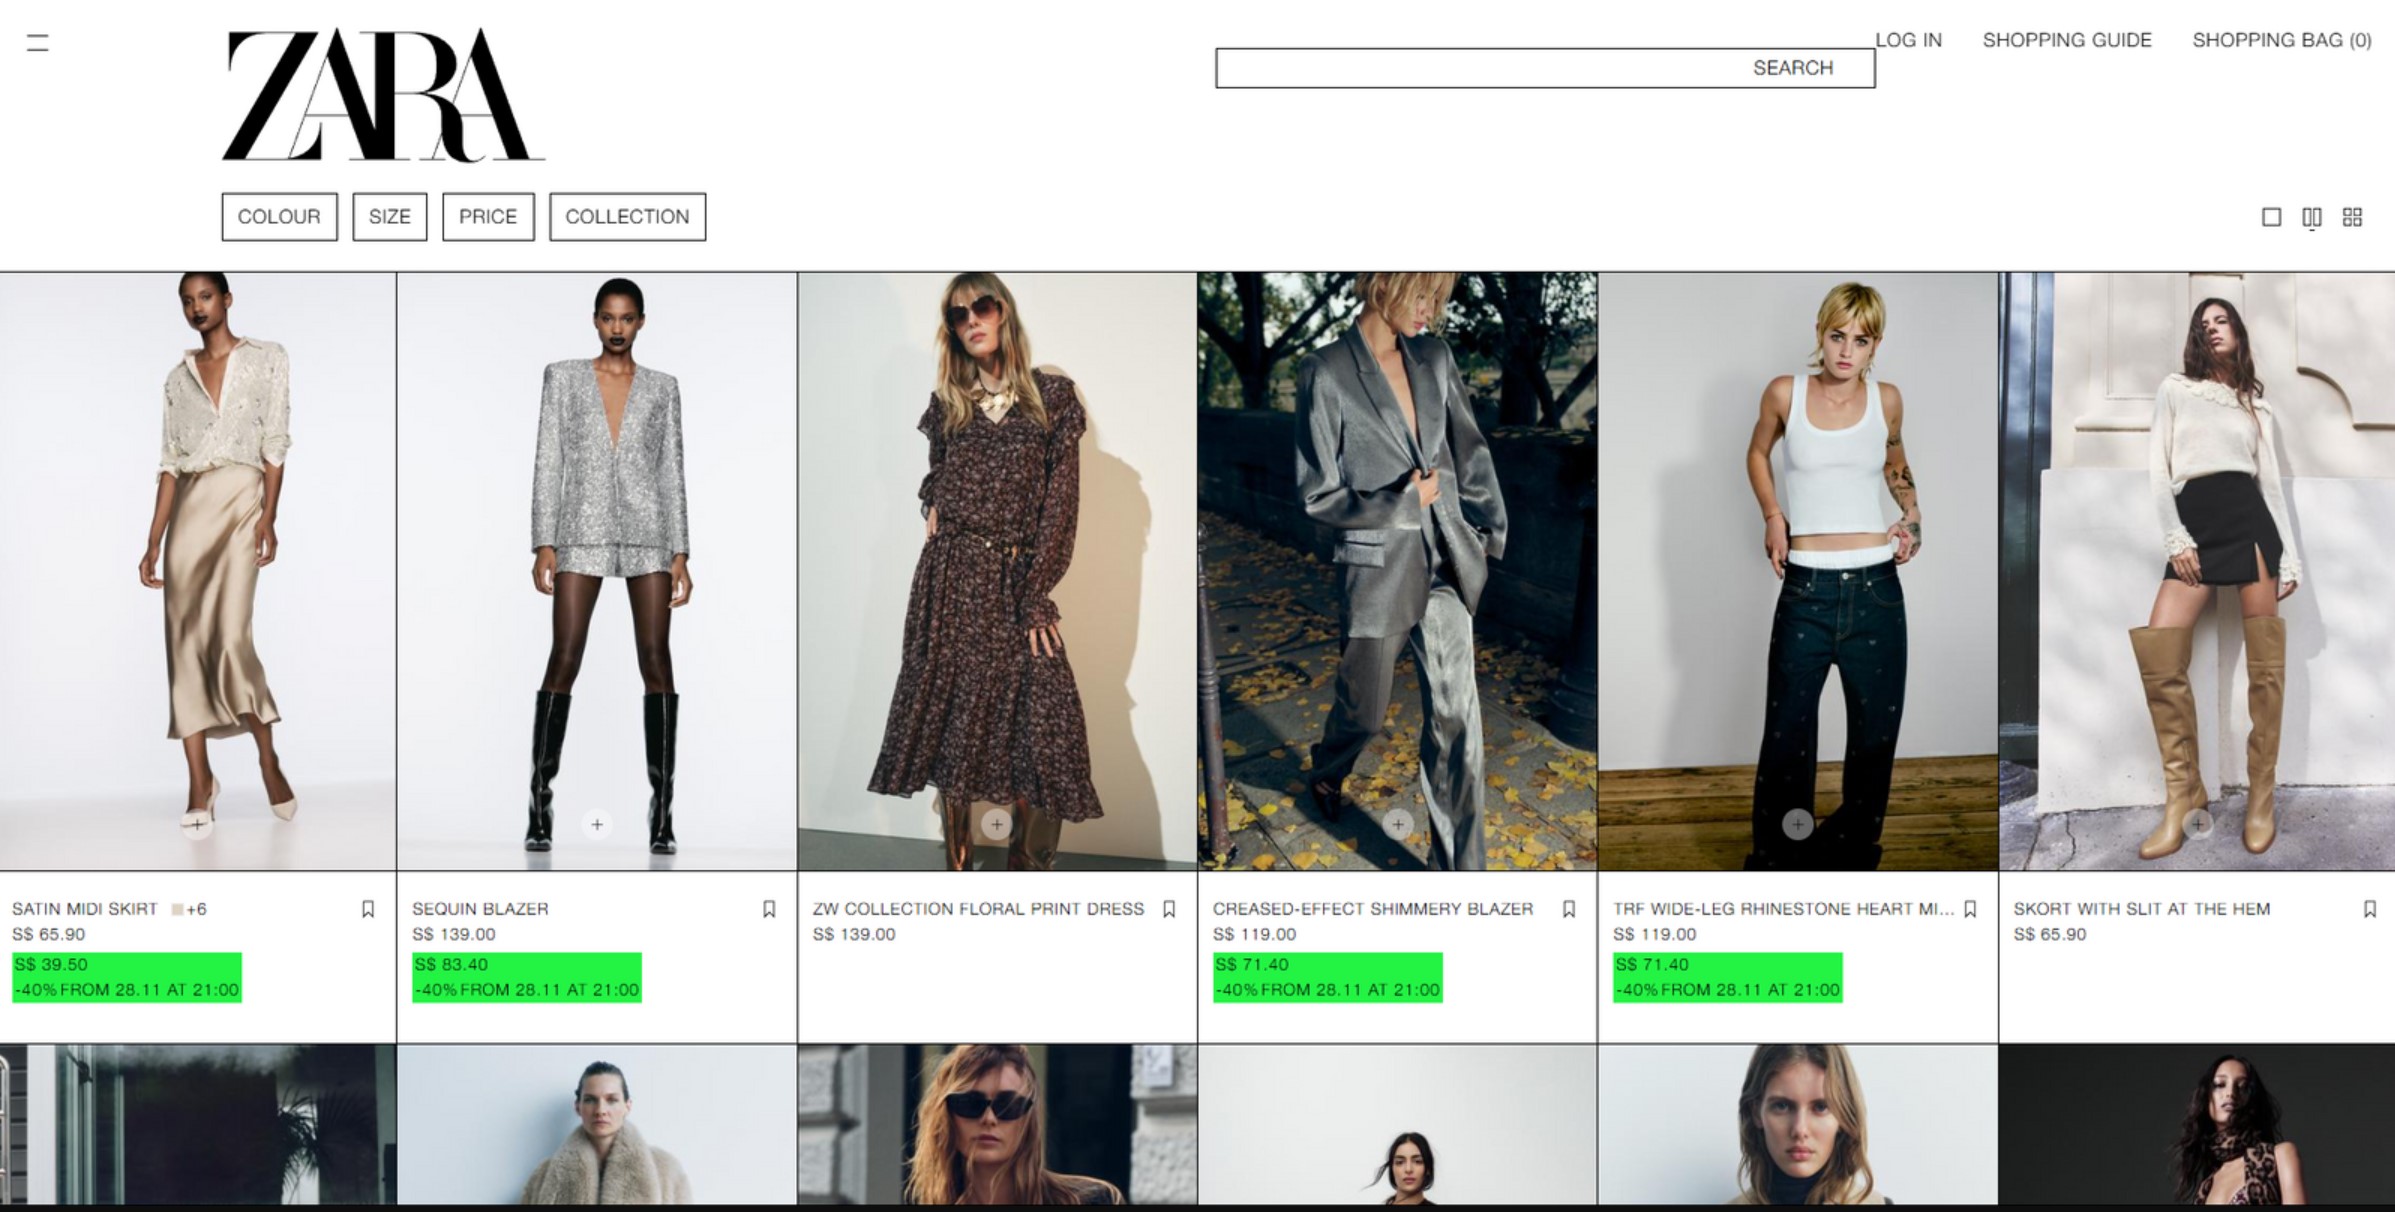 ZARA
LOG IN
SHOPPING GUIDE
SHOPPING BAG (0)
SEARCH
COLOUR
SIZE
PRICE
COLLECTION
SATIN MIDI SKIRT +6
S$ 65.90
S$ 39.50
-40% FROM 28.11 AT 21:00
SEQUIN BLAZER
S$ 139.00
S$ 83.40
-40% FROM 28.11 AT 21:00
ZW COLLECTION FLORAL PRINT DRESS
S$ 139.00
CREASED-EFFECT SHIMMERY BLAZER
S$ 119.00
S$ 71.40
-40% FROM 28.11 AT 21:00
TRF WIDE-LEG RHINESTONE HEART MI...
S$ 119.00
S$ 71.40
-40% FROM 28.11 AT 21:00
SKORT WITH SLIT AT THE HEM
S$ 65.90